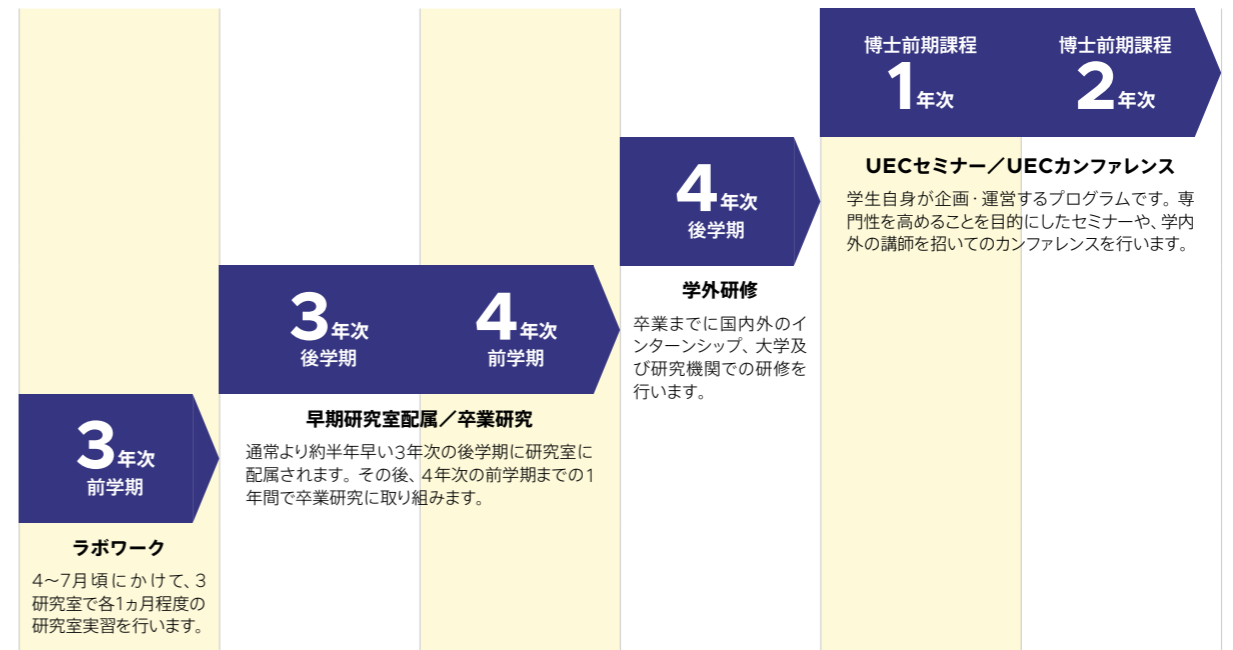 博士前期課程
1年次
博士前期課程
2年次
UECセミナー／UECカンファレンス
学生自身が企画・運営するプログラムです。専
門性を高めることを目的にしたセミナーや、学内
外の講師を招いてのカンファレンスを行います。
4年次
後学期
学外研修
卒業までに国内外のイ
ンターンシップ、大学及
び研究機関での研修を
行います。
3年次
後学期
4年次
前学期
早期研究室配属／卒業研究
通常より約半年早い3年次の後学期に研究室に
配属されます。その後、4年次の前学期までの1
年間で卒業研究に取り組みます。
3年次
前学期
ラボワーク
4〜7月頃にかけて、3
研究室で各1ヵ月程度の
研究室実習を行います。